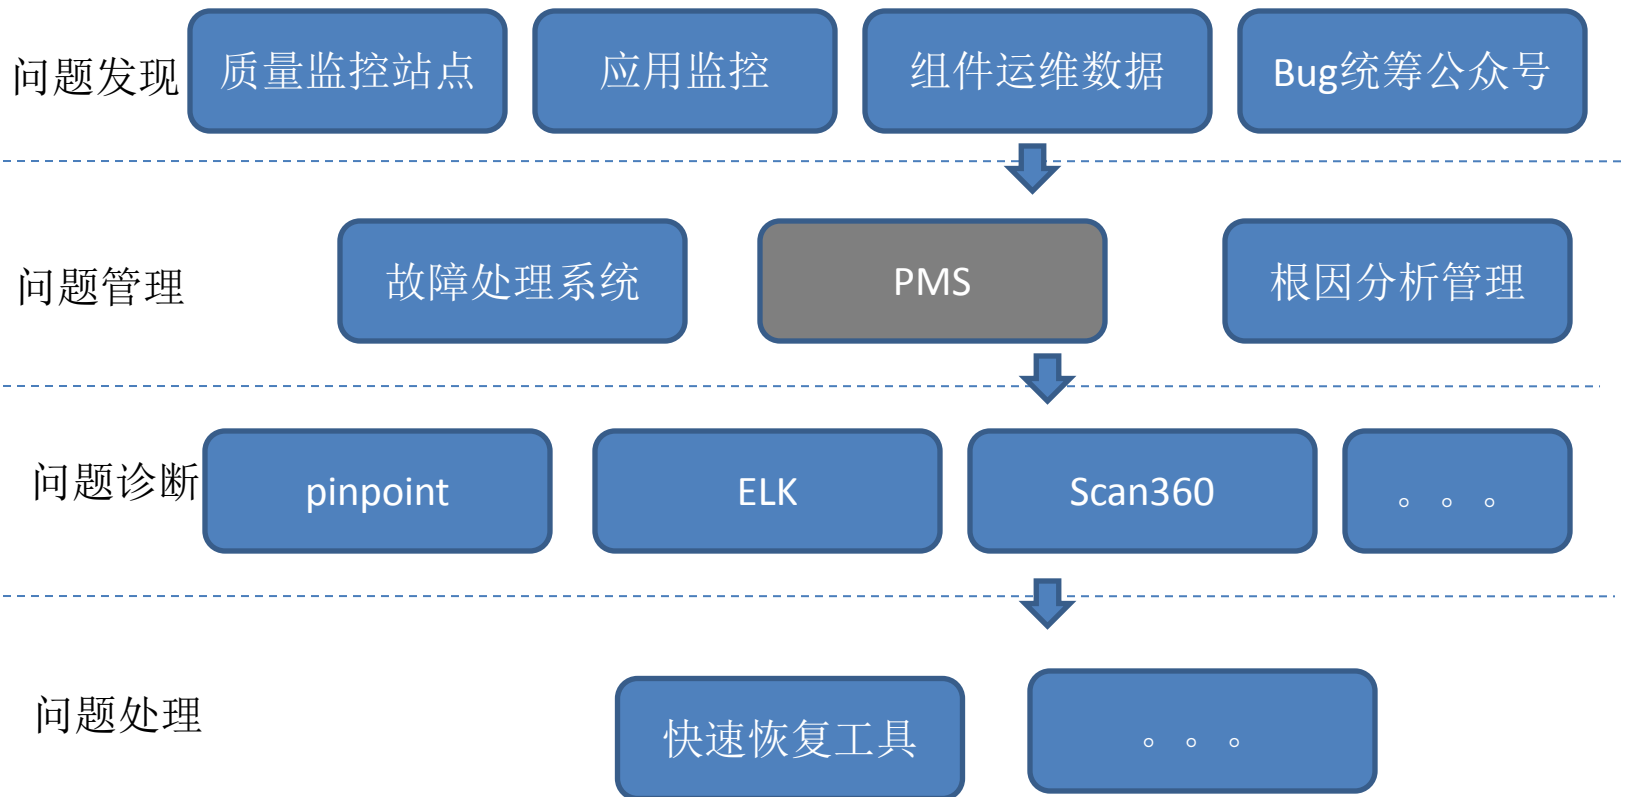 问题发现
质量监控站点
应用监控
组件运维数据
Bug统筹公众号
问题管理
故障处理系统
PMS
根因分析管理
问题诊断
pinpoint
ELK
Scan360
。。。
问题处理
快速恢复工具
。。。